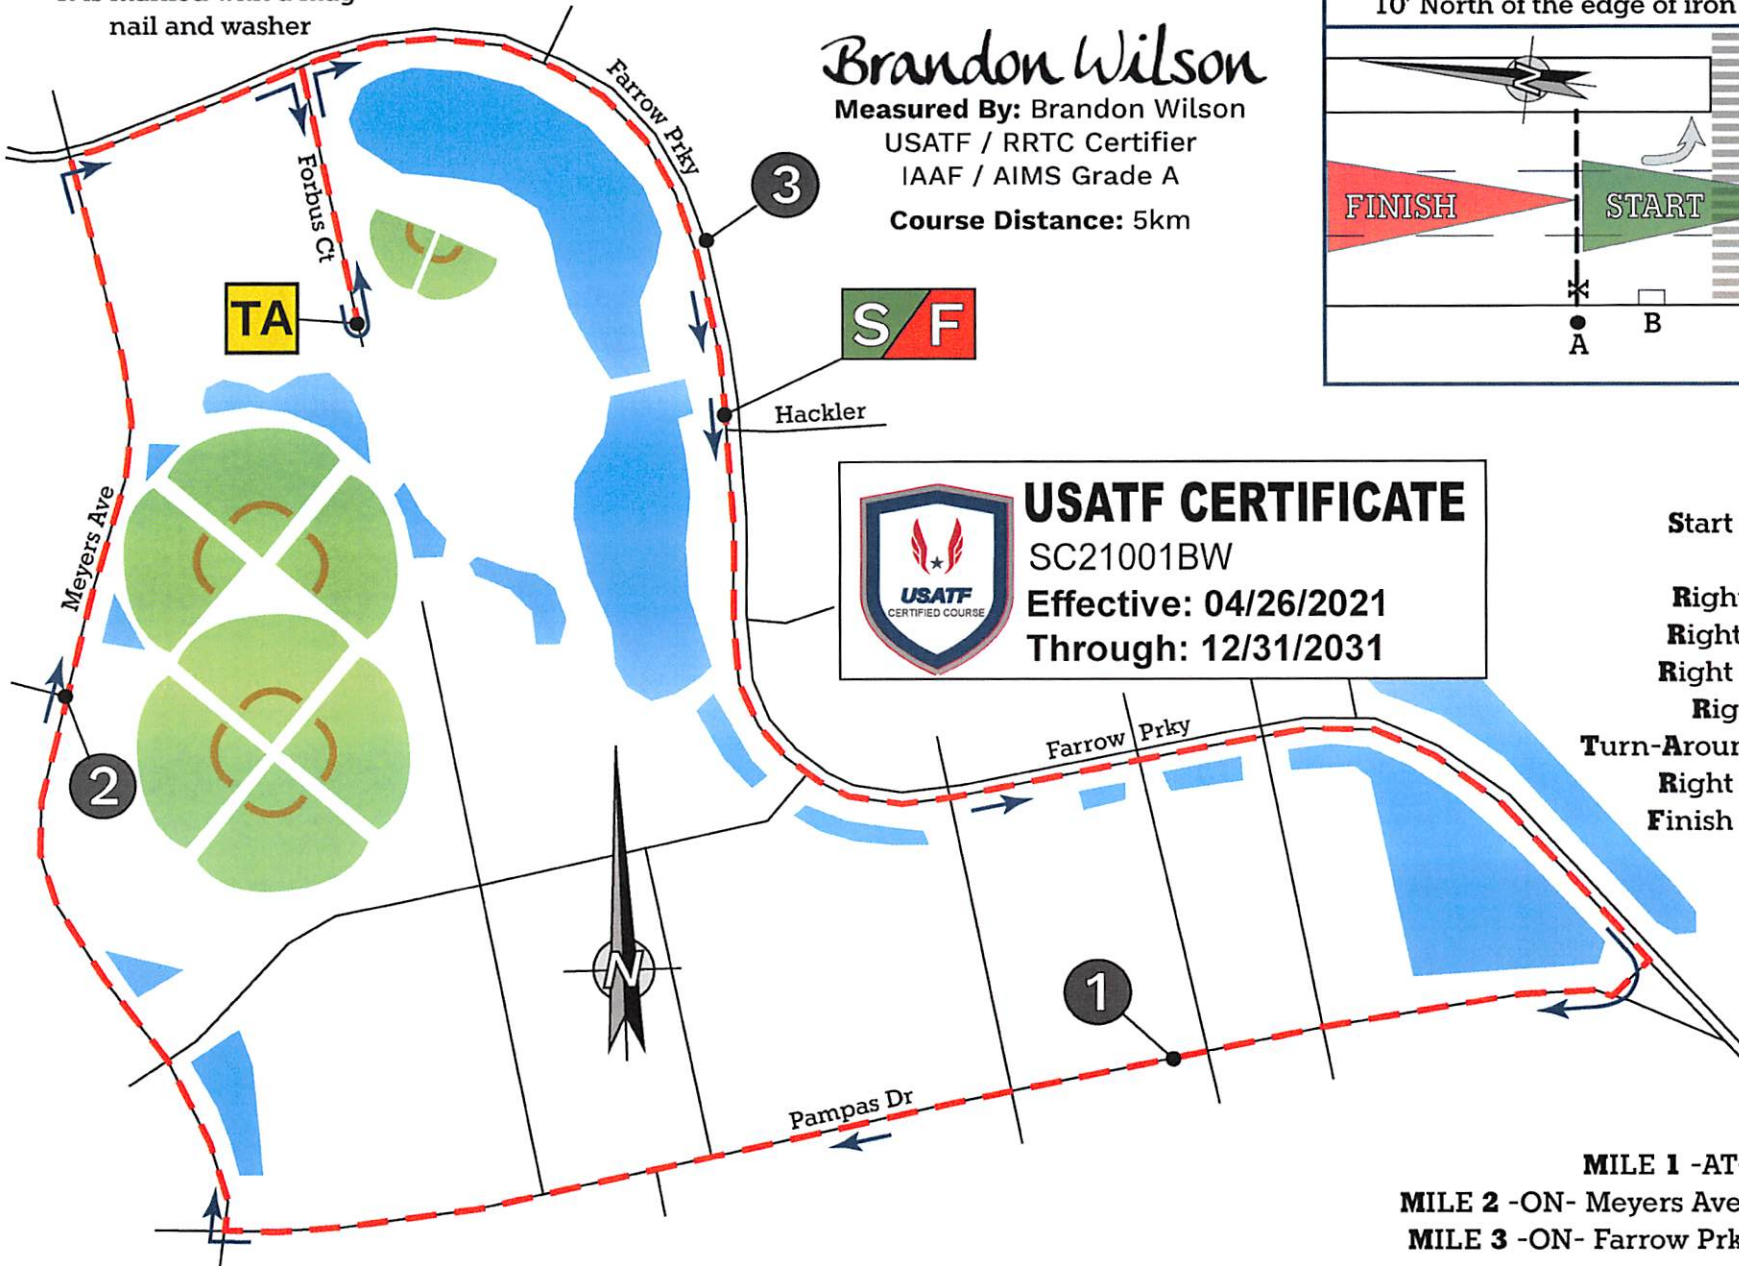 nail and washer
10' North of the edge of iron
Brandon Wilson
Measured By: Brandon Wilson
USATF / RRTC Certifier
IAAF / AIMS Grade A
Course Distance: 5km
N
FINISH
START
A
B
Farrow Prky
Forbus Ct
3
TA
S/F
Hackler
Meyers Ave
2
USATF CERTIFICATE
SC21001BW
Effective: 04/26/2021
Through: 12/31/2031
USATF
CERTIFIED COURSE
Start
Right
Right
Right
Turn-Aroun
Right
Finish
Farrow Prky
N
1
Pampas Dr
MILE 1 -AT-
MILE 2 -ON- Meyers Ave
MILE 3 -ON- Farrow Prk